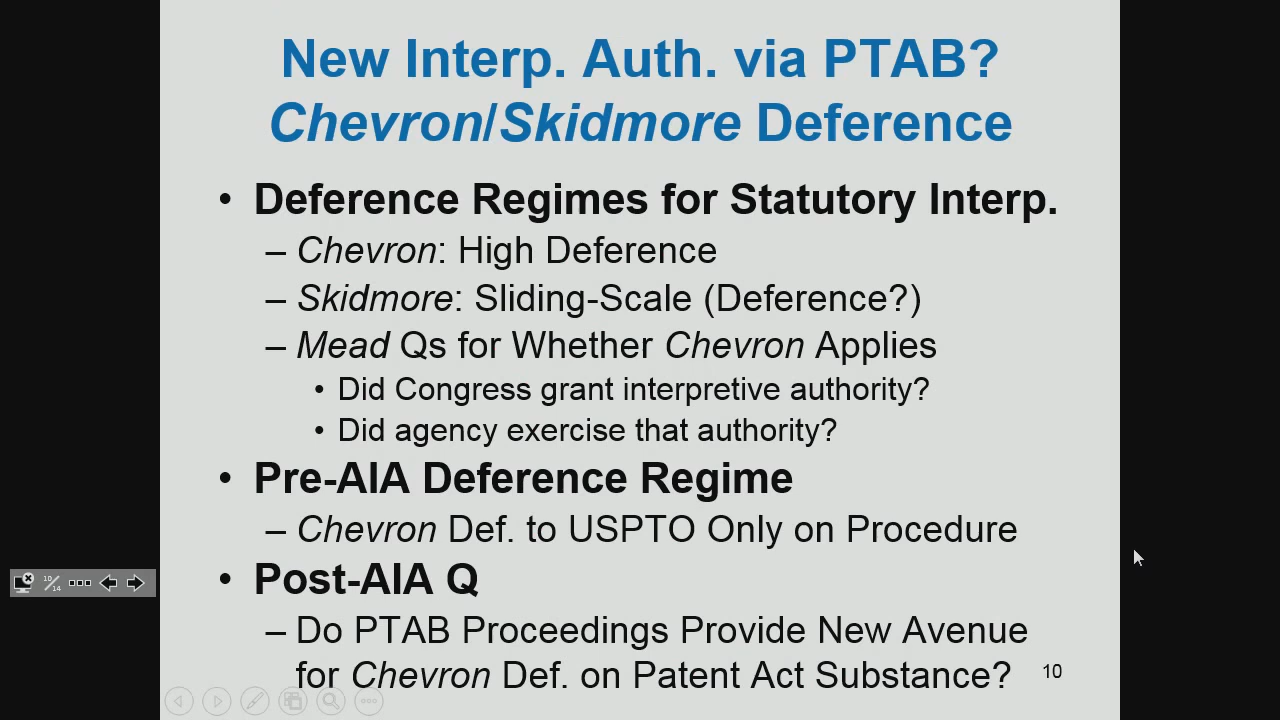 New Interp. Auth. via PTAB?
Chevron/Skidmore Deference
• Deference Regimes for Statutory Interp.
– Chevron: High Deference
– Skidmore: Sliding-Scale (Deference?)
– Mead Qs for Whether Chevron Applies
• Did Congress grant interpretive authority?
• Did agency exercise that authority?
• Pre-AIA Deference Regime
– Chevron Def. to USPTO Only on Procedure
• Post-AIA Q
– Do PTAB Proceedings Provide New Avenue
for Chevron Def. on Patent Act Substance?
10
10/14